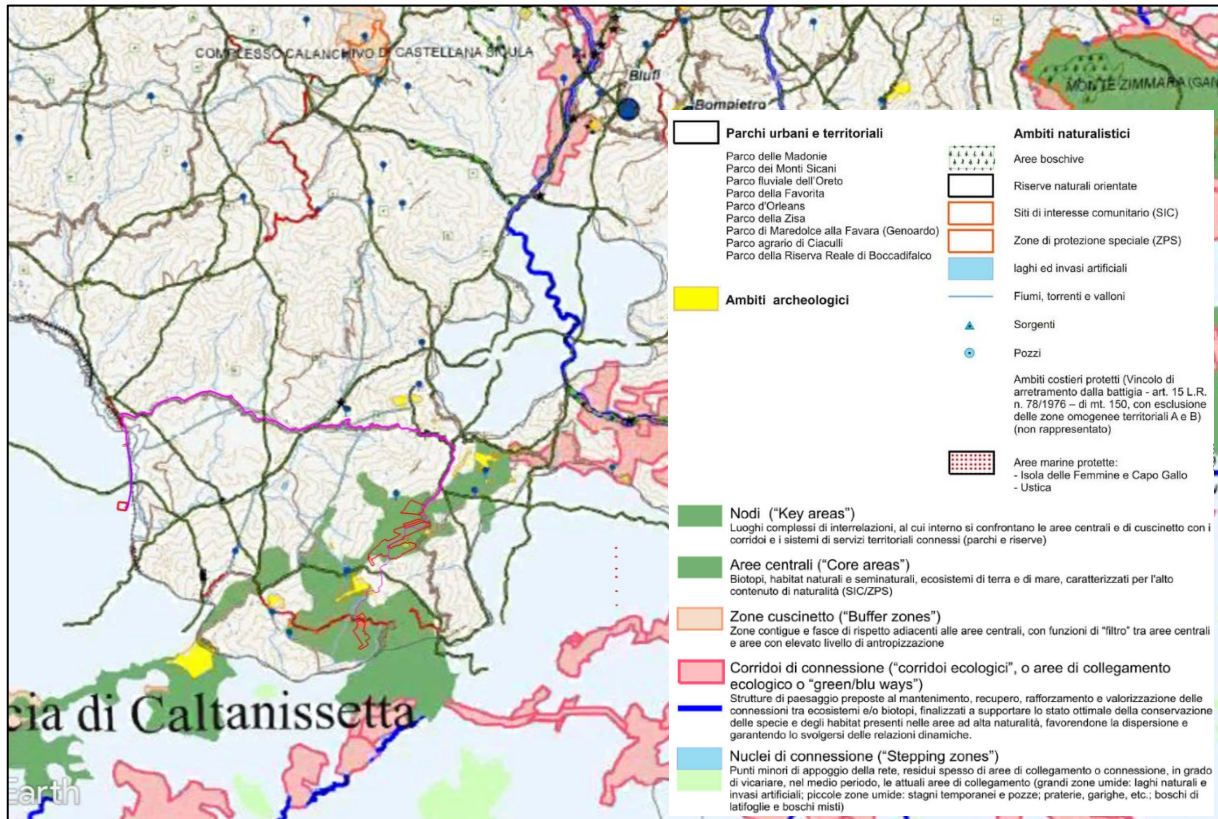 COMPLESSO CALANCHIVO DI CASTELLANA SICULA
Blufi
Bompietro
MONTE ZIMMARA (GAN
cia di Caltanissetta
Earth
Parchi urbani e territoriali
Parco delle Madonie
Parco dei Monti Sicani
Parco fluviale dell'Oreto
Parco della Favorita
Parco d'Orleans
Parco della Zisa
Parco di Maredolce alla Favara (Genoardo)
Parco agrario di Ciaculli
Parco della Riserva Reale di Boccadifalco
Ambiti archeologici
Ambiti naturalistici
Aree boschive
Riserve naturali orientate
Siti di interesse comunitario (SIC)
Zone di protezione speciale (ZPS)
laghi ed invasi artificiali
Fiumi, torrenti e valloni
Sorgenti
Pozzi
Ambiti costieri protetti (Vincolo di
arretramento dalla battigia - art. 15 L.R.
n. 78/1976 – di mt. 150, con esclusione
delle zone omogenee territoriali A e B)
(non rappresentato)
Aree marine protette:
- Isola delle Femmine e Capo Gallo
- Ustica
Nodi ("Key areas")
Luoghi complessi di interrelazioni, al cui interno si confrontano le aree centrali e di cuscinetto con i
corridoi e i sistemi di servizi territoriali connessi (parchi e riserve)
Aree centrali ("Core areas")
Biotopi, habitat naturali e seminaturali, ecosistemi di terra e di mare, caratterizzati per l'alto
contenuto di naturalità (SIC/ZPS)
Zone cuscinetto ("Buffer zones")
Zone contigue e fasce di rispetto adiacenti alle aree centrali, con funzioni di "filtro" tra aree centrali
e aree con elevato livello di antropizzazione
Corridoi di connessione ("corridoi ecologici", o aree di collegamento
ecologico o "green/blu ways")
Strutture di paesaggio preposte al mantenimento, recupero, rafforzamento e valorizzazione delle
connessioni tra ecosistemi e/o biotopi, finalizzati a supportare lo stato ottimale della conservazione
delle specie e degli habitat presenti nelle aree ad alta naturalità, favorendone la dispersione e
garantendo lo svolgersi delle relazioni dinamiche.
Nuclei di connessione ("Stepping zones")
Punti minori di appoggio della rete, residui spesso di aree di collegamento o connessione, in grado
di vicariare, nel medio periodo, le attuali aree di collegamento (grandi zone umide: laghi naturali e
invasi artificiali; piccole zone umide: stagni temporanei e pozze; praterie, garighe, etc.; boschi di
latifoglie e boschi misti)